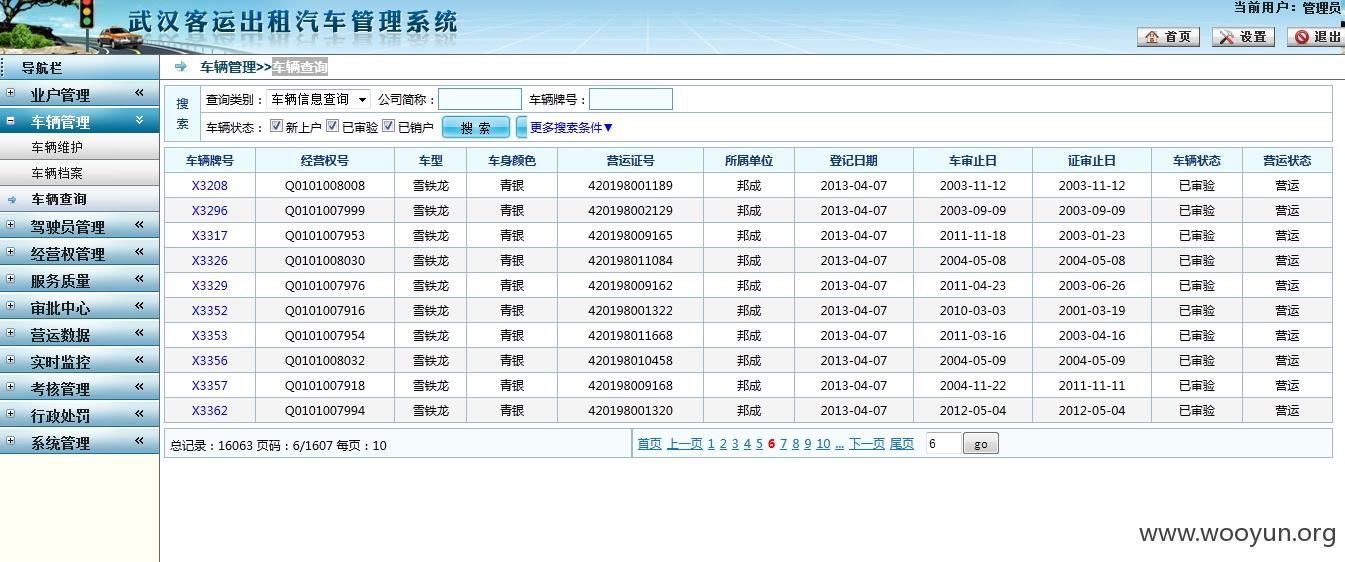 武汉客运出租汽车管理系统
当前用户：管理员
首页 设置 退出
导航栏
业户管理
车辆管理
车辆维护
车辆档案
车辆查询
驾驶员管理
经营权管理
服务质量
审批中心
营运数据
实时监控
考核管理
行政处罚
系统管理
车辆管理>>车辆查询
搜索
查询类别： 车辆信息查询 公司简称： 车辆牌号：
车辆状态： 新上户 已审验 已销户 搜 索 更多搜索条件▼
车辆牌号 经营权号 车型 车身颜色 营运证号 所属单位 登记日期 车审止日 证审止日 车辆状态 营运状态
X3208 Q0101008008 雪铁龙 青银 420198001189 邦成 2013-04-07 2003-11-12 2003-11-12 已审验 营运
X3296 Q0101007999 雪铁龙 青银 420198002129 邦成 2013-04-07 2003-09-09 2003-09-09 已审验 营运
X3317 Q0101007953 雪铁龙 青银 420198009165 邦成 2013-04-07 2011-11-18 2003-01-23 已审验 营运
X3326 Q0101008030 雪铁龙 青银 420198011084 邦成 2013-04-07 2004-05-08 2004-05-08 已审验 营运
X3329 Q0101007976 雪铁龙 青银 420198009162 邦成 2013-04-07 2011-04-23 2003-06-26 已审验 营运
X3352 Q0101007916 雪铁龙 青银 420198001322 邦成 2013-04-07 2010-03-03 2001-03-19 已审验 营运
X3353 Q0101007954 雪铁龙 青银 420198011668 邦成 2013-04-07 2011-03-16 2003-04-16 已审验 营运
X3356 Q0101008032 雪铁龙 青银 420198010458 邦成 2013-04-07 2004-05-09 2004-05-09 已审验 营运
X3357 Q0101007918 雪铁龙 青银 420198009168 邦成 2013-04-07 2004-11-22 2011-11-11 已审验 营运
X3362 Q0101007994 雪铁龙 青银 420198001320 邦成 2013-04-07 2012-05-04 2012-05-04 已审验 营运
总记录：16063 页码：6/1607 每页：10
首页 上一页 1 2 3 4 5 6 7 8 9 10 ... 下一页 尾页 6 go
www.wooyun.org